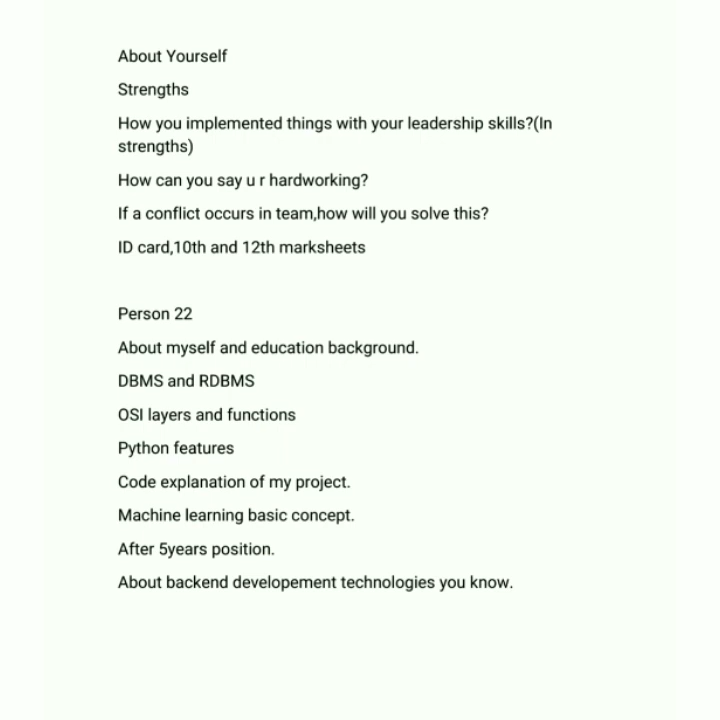 About Yourself
Strengths
How you implemented things with your leadership skills?(In
strengths)
How can you say u r hardworking?
If a conflict occurs in team,how will you solve this?
ID card,10th and 12th marksheets
Person 22
About myself and education background.
DBMS and RDBMS
OSI layers and functions
Python features
Code explanation of my project.
Machine learning basic concept.
After 5years position.
About backend developement technologies you know.